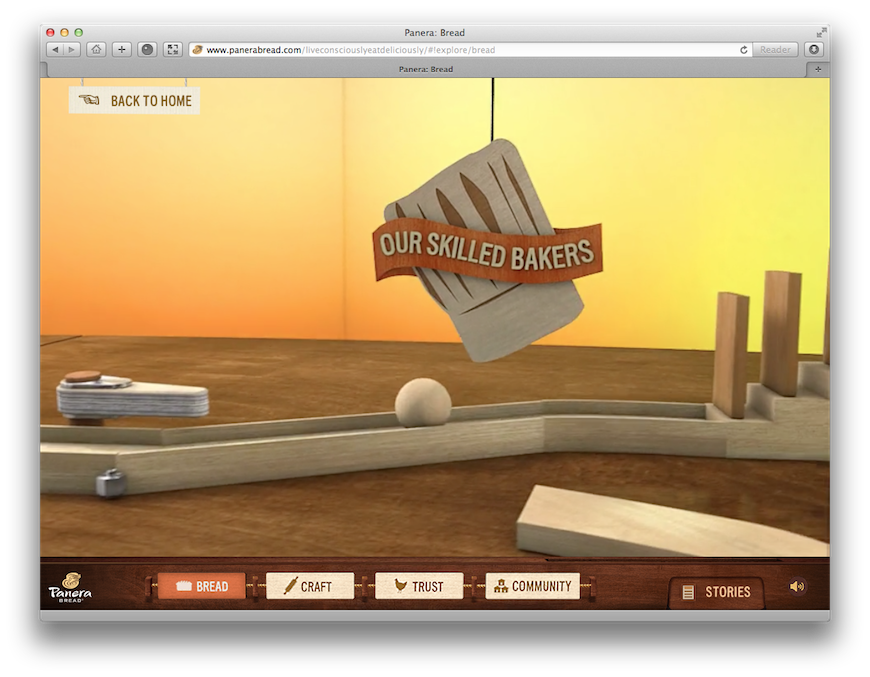 Panera: Bread
www.panerabread.com/liveconsciouslyeatdeliciously/#!explore/bread
Reader
Panera: Bread
BACK TO HOME
OUR SKILLED BAKERS
Panera
BREAD®
BREAD
CRAFT
TRUST
COMMUNITY
STORIES